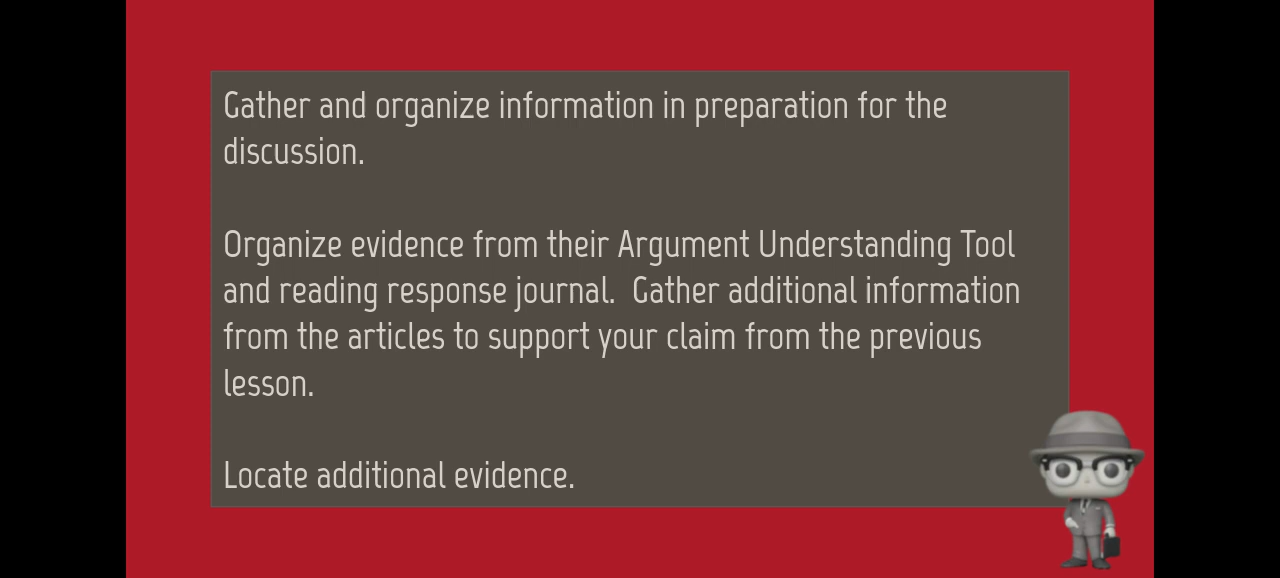 Gather and organize information in preparation for the
discussion.
Organize evidence from their Argument Understanding Tool
and reading response journal.  Gather additional information
from the articles to support your claim from the previous
lesson.
Locate additional evidence.